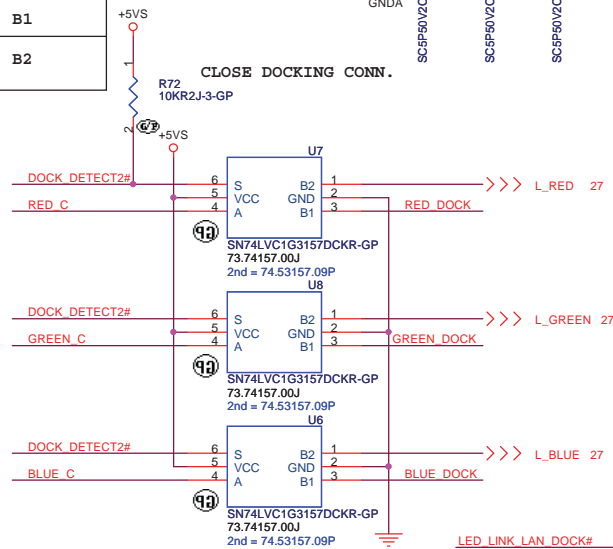 B1
B2
+5VS
GNDA
SC5P50V2C
SC5P50V2C
SC5P50V2C
CLOSE DOCKING CONN.
1
R72
10KR2J-3-GP
2
G/P
+5VS
U7
DOCK_DETECT2# 6 S B2 1 L_RED 27
5 VCC GND 2
RED_C 4 A B1 3 RED_DOCK
GP
SN74LVC1G3157DCKR-GP
73.74157.00J
2nd = 74.53157.09P
U8
DOCK_DETECT2# 6 S B2 1 L_GREEN 27
5 VCC GND 2
GREEN_C 4 A B1 3 GREEN_DOCK
GP
SN74LVC1G3157DCKR-GP
73.74157.00J
2nd = 74.53157.09P
U6
DOCK_DETECT2# 6 S B2 1 L_BLUE 27
5 VCC GND 2
BLUE_C 4 A B1 3 BLUE_DOCK
GP
SN74LVC1G3157DCKR-GP
73.74157.00J
2nd = 74.53157.09P
LED_LINK_LAN_DOCK#